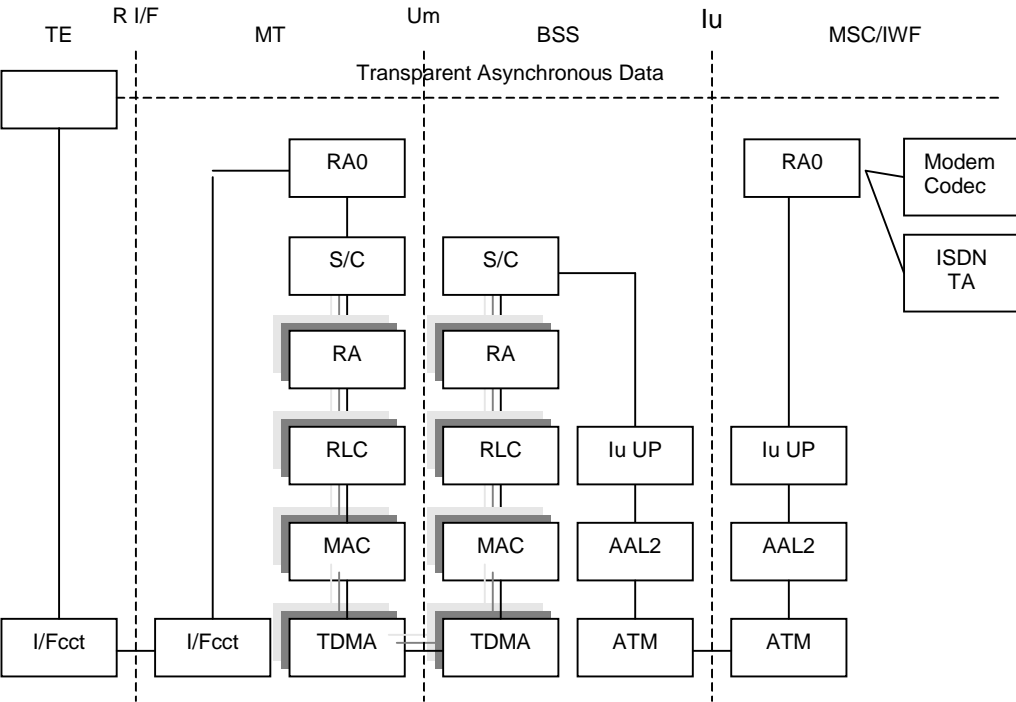 R I/F
Um
Iu
TE
MT
BSS
MSC/IWF
Transparent Asynchronous Data
RA0
RA0
Modem
Codec
S/C
S/C
ISDN
TA
RA
RA
RLC
RLC
Iu UP
Iu UP
MAC
MAC
AAL2
AAL2
I/Fcct
I/Fcct
TDMA
TDMA
ATM
ATM